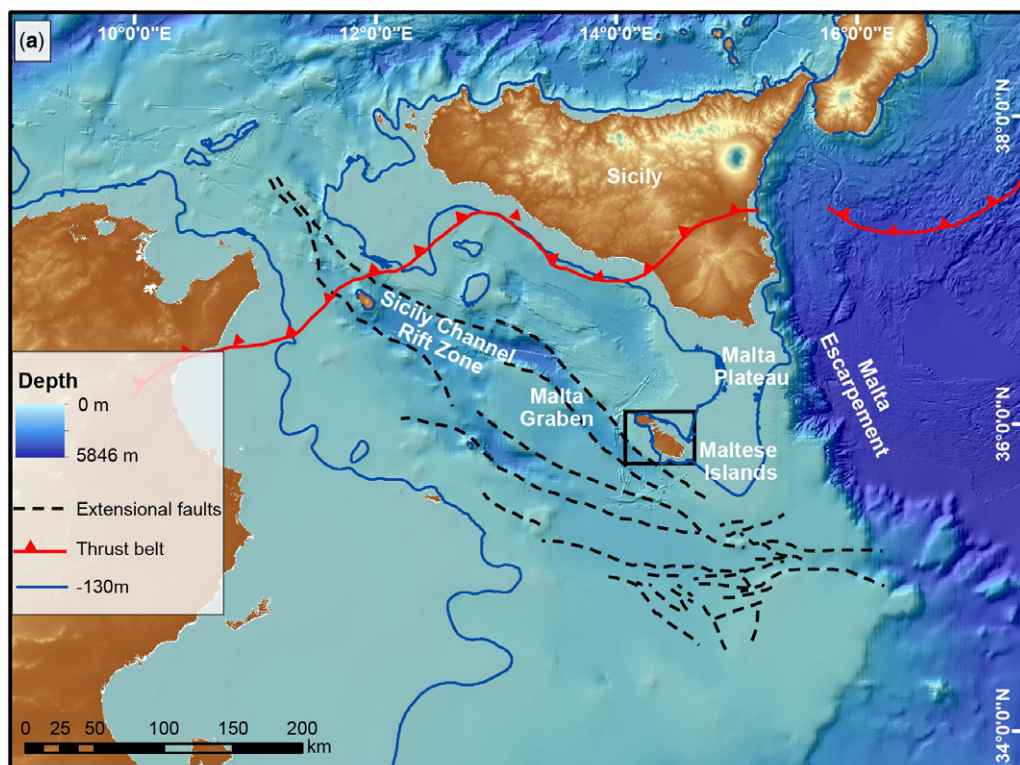 (a)
10°0'0"E
12°0'0"E
14°0'0"E
16°0'0"E
38°0'0"N
Sicily
Sicily Channel
Rift Zone
Malta
Plateau
Malta
Escarpement
Malta
Graben
Maltese
Islands
36°0'0"N
Depth
0 m
5846 m
Extensional faults
Thrust belt
-130m
34°0'0"N
0 25 50 100 150 200
km